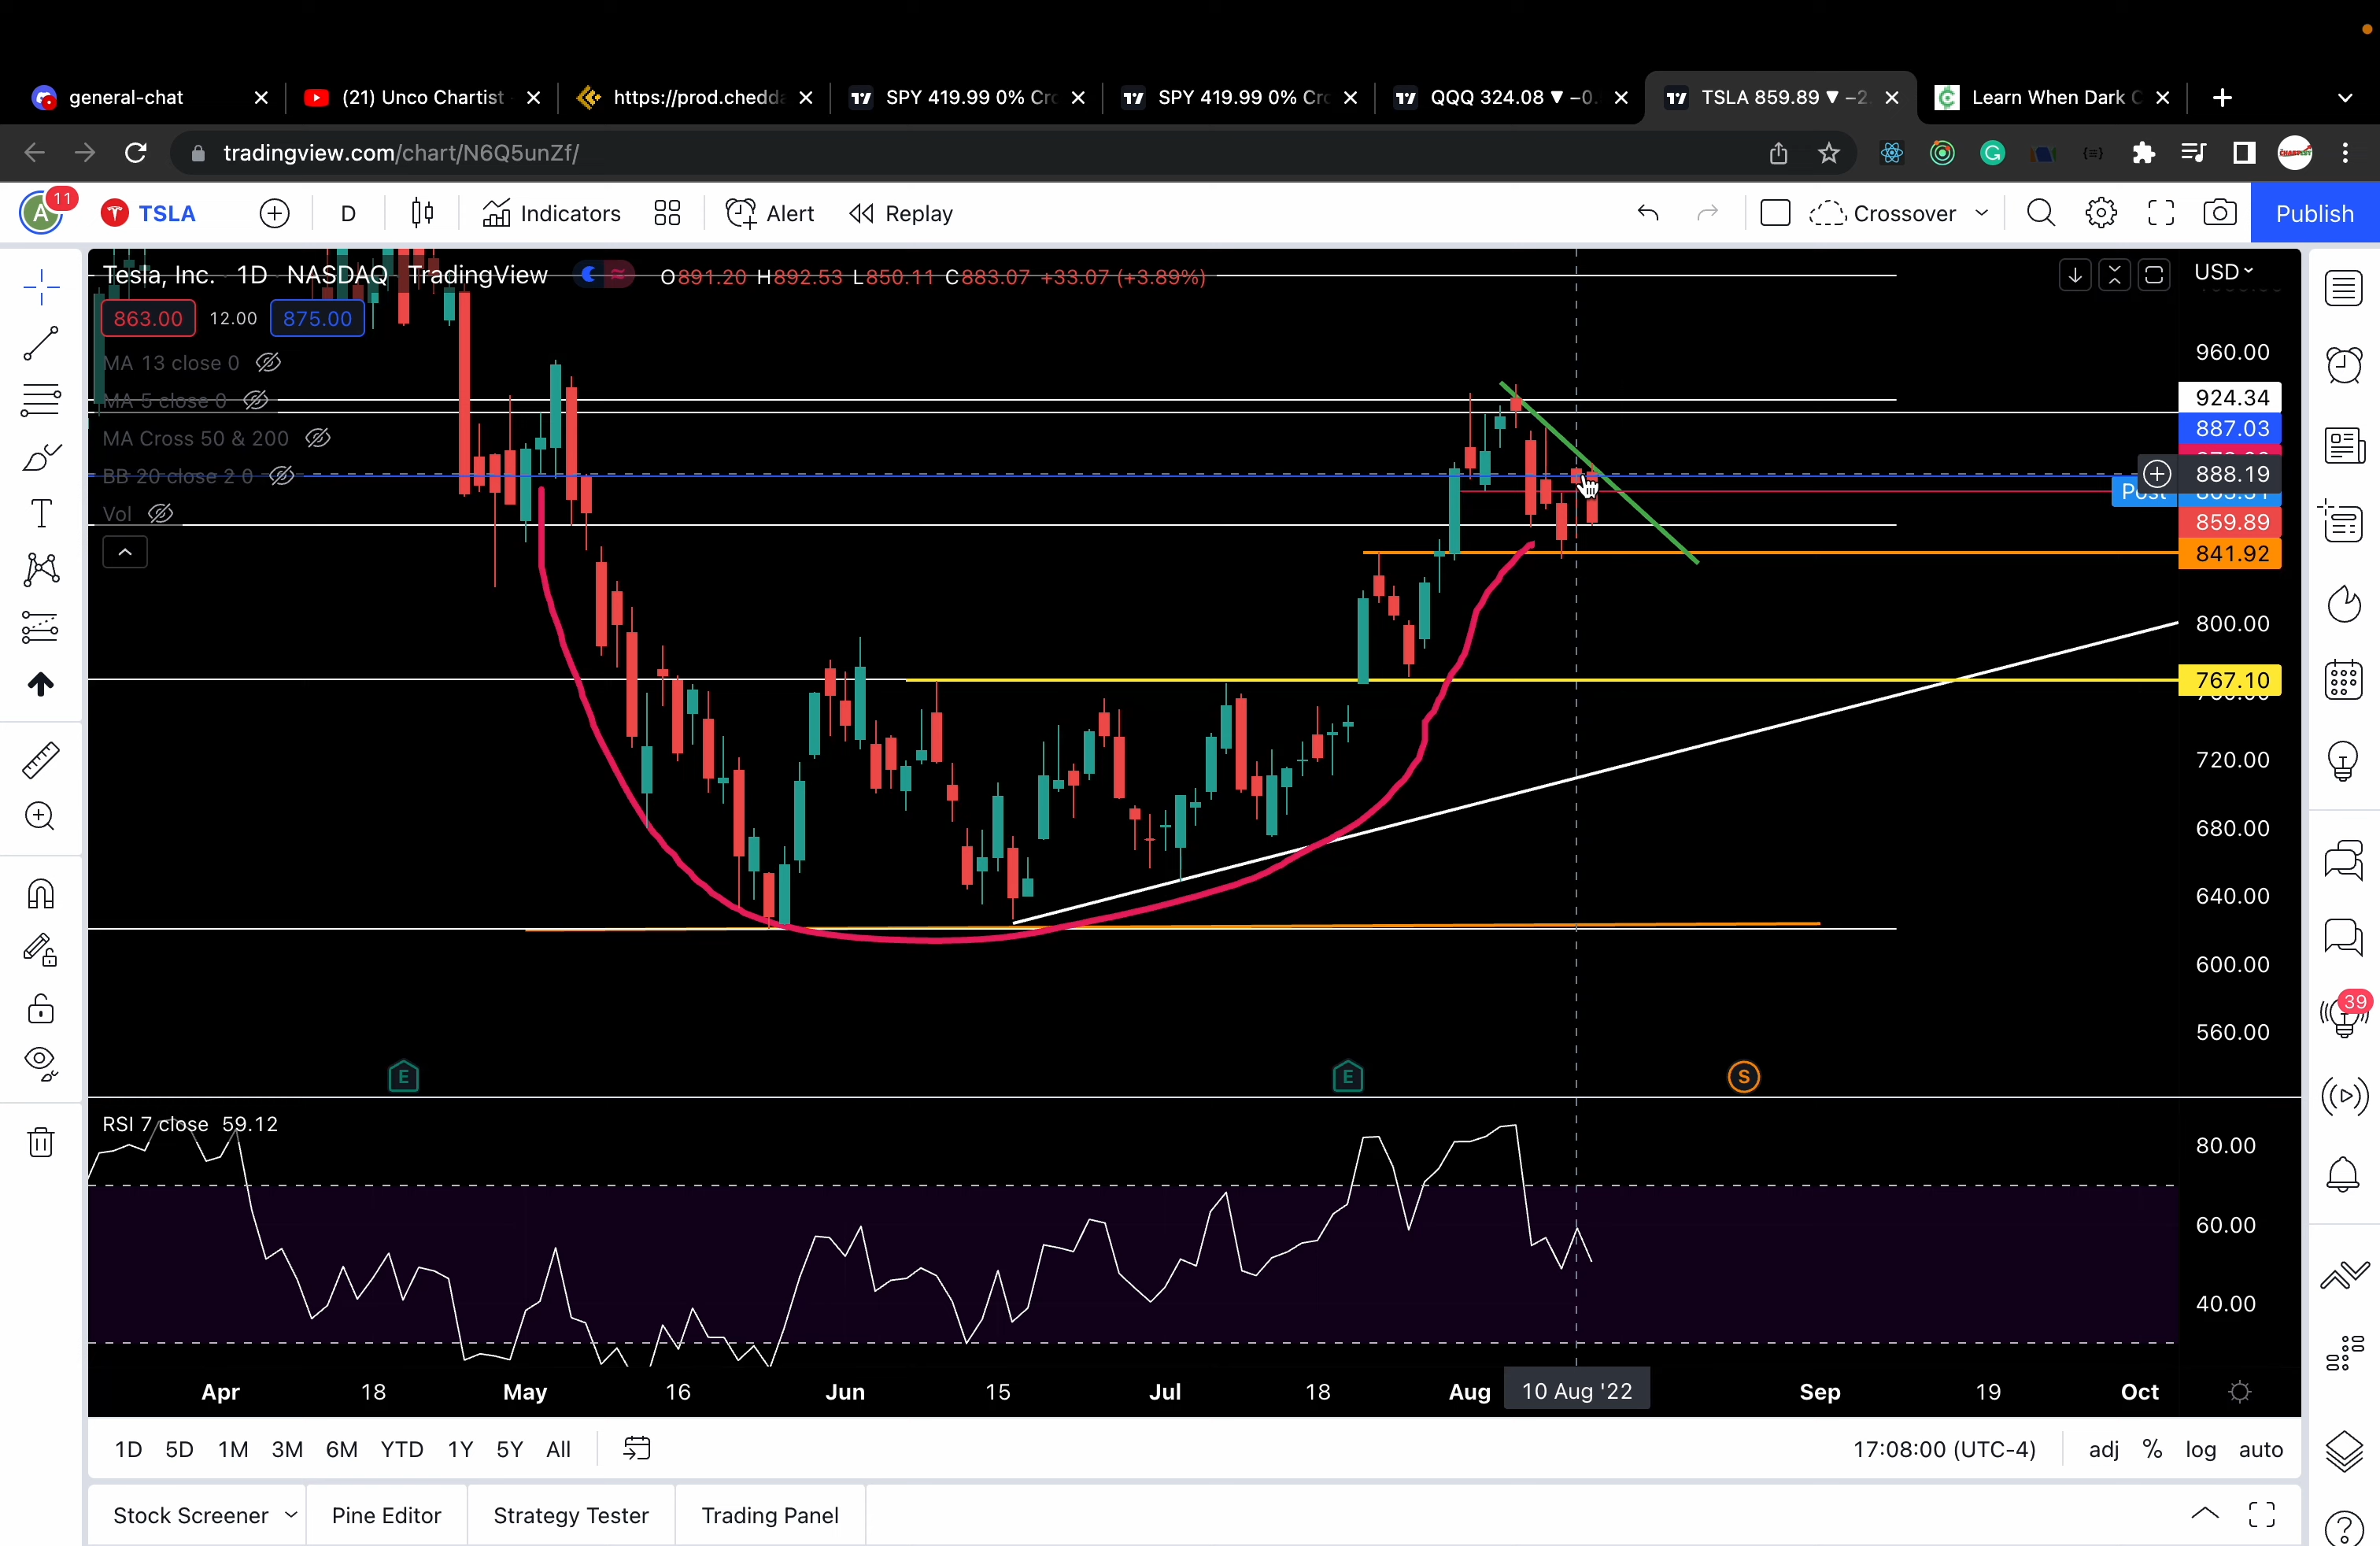 general-chat
(21) Unco Chartist
https://prod.chedda
SPY 419.99 0% Cro
SPY 419.99 0% Cro
QQQ 324.08 ▼ −0.
TSLA 859.89 ▼ −2
Learn When Dark C
tradingview.com/chart/N6Q5unZf/
A 11
TSLA
D
Indicators
Alert
Replay
Crossover
Publish
Tesla, Inc. 1D NASDAQ TradingView
O891.20 H892.53 L850.11 C883.07 +33.07 (+3.89%)
USD
863.00 12.00 875.00
MA 13 close 0
MA 5 close 0
MA Cross 50 & 200
BB 20 close 2 0
Vol
960.00
924.34
887.03
888.19
Post
859.89
841.92
800.00
767.10
720.00
680.00
640.00
600.00
560.00
E
E
S
39
RSI 7 close 59.12
80.00
60.00
40.00
Apr 18 May 16 Jun 15 Jul 18 Aug 10 Aug '22 Sep 19 Oct
1D 5D 1M 3M 6M YTD 1Y 5Y All
17:08:00 (UTC-4) adj % log auto
Stock Screener Pine Editor Strategy Tester Trading Panel